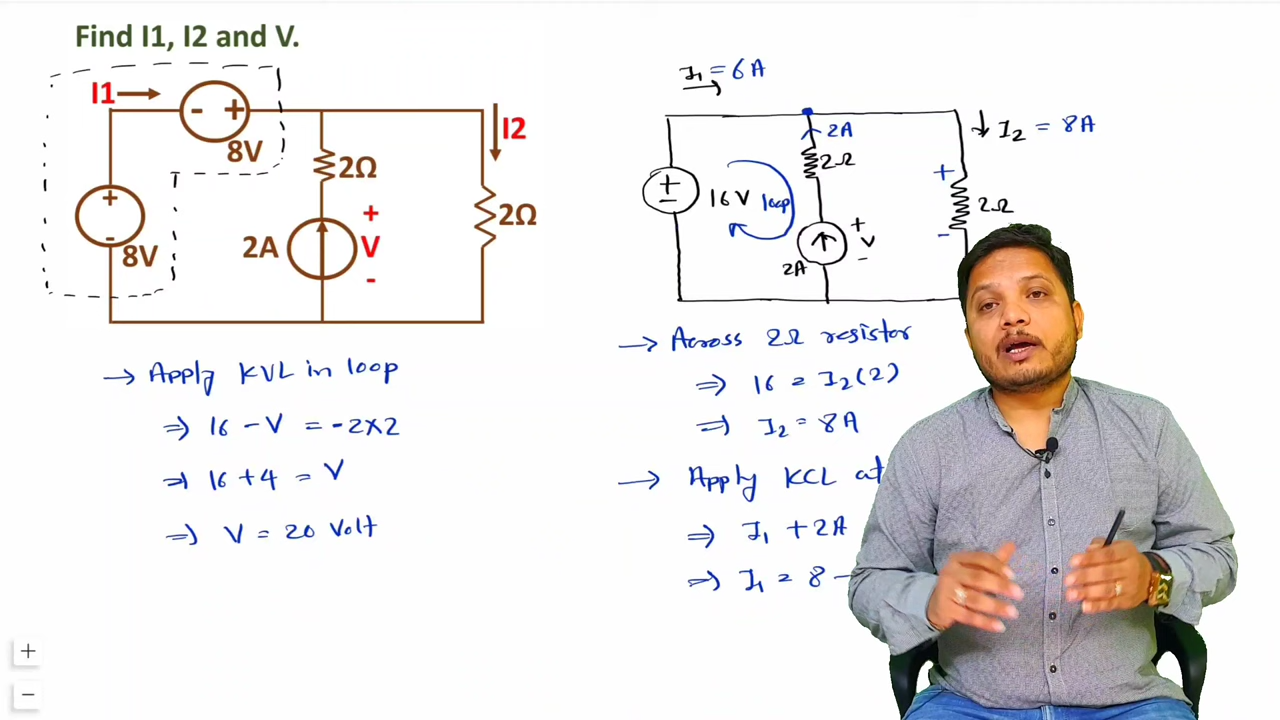 Find I1, I2 and V.
I1
- +
8V
I2
2Ω
+
-
8V
2A
+
V
-
2Ω
I1 = 6A
2A
I2 = 8A
2Ω
+
-
16V
loop
+
-
2Ω
+
V
-
2A
→ Apply KVL in loop
⇒ 16 - V = -2×2
⇒ 16 + 4 = V
⇒ V = 20 Volt
→ Across 2Ω resistor
⇒ 16 = I2(2)
⇒ I2 = 8A
→ Apply KCL at
⇒ I1 + 2A
⇒ I1 = 8 -
+
−